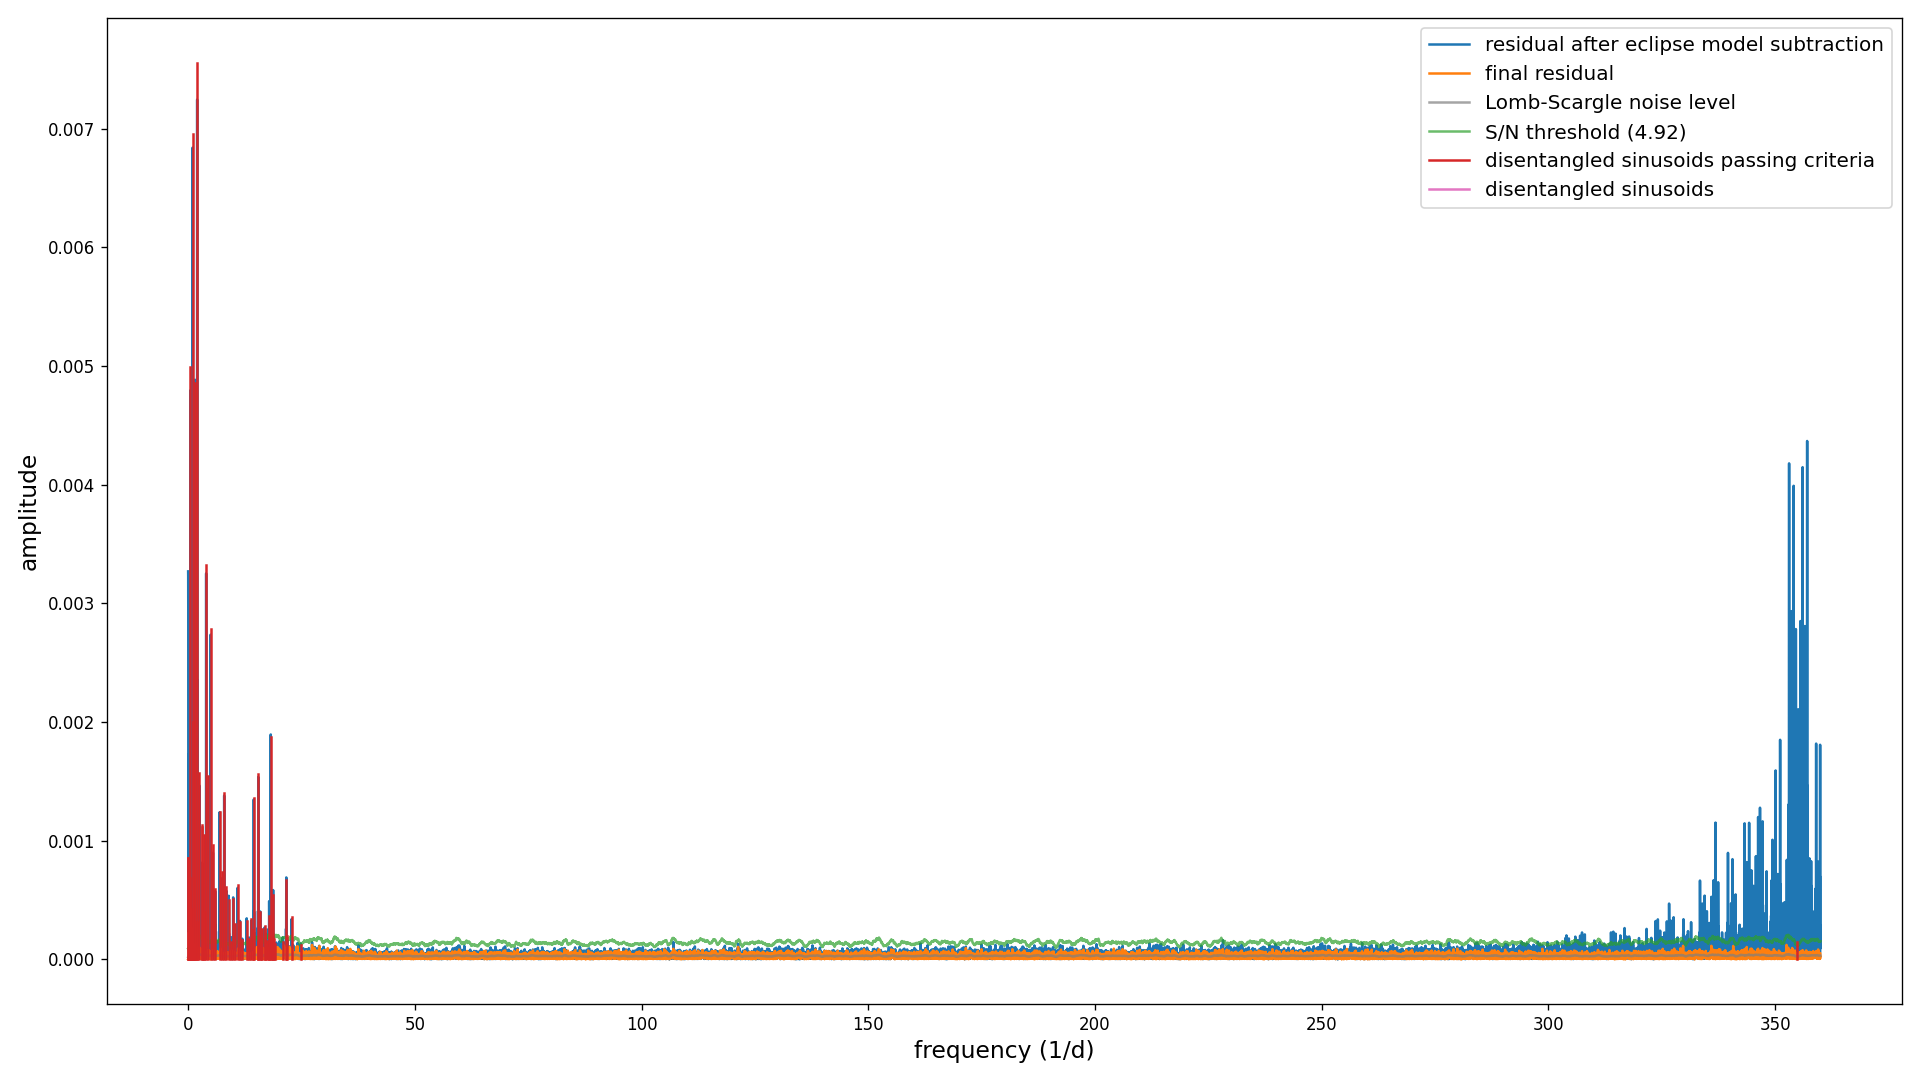 residual after eclipse model subtraction
final residual
Lomb-Scargle noise level
S/N threshold (4.92)
disentangled sinusoids passing criteria
disentangled sinusoids
amplitude
0.007
0.006
0.005
0.004
0.003
0.002
0.001
0.000
0 50 100 150 200 250 300 350
frequency (1/d)